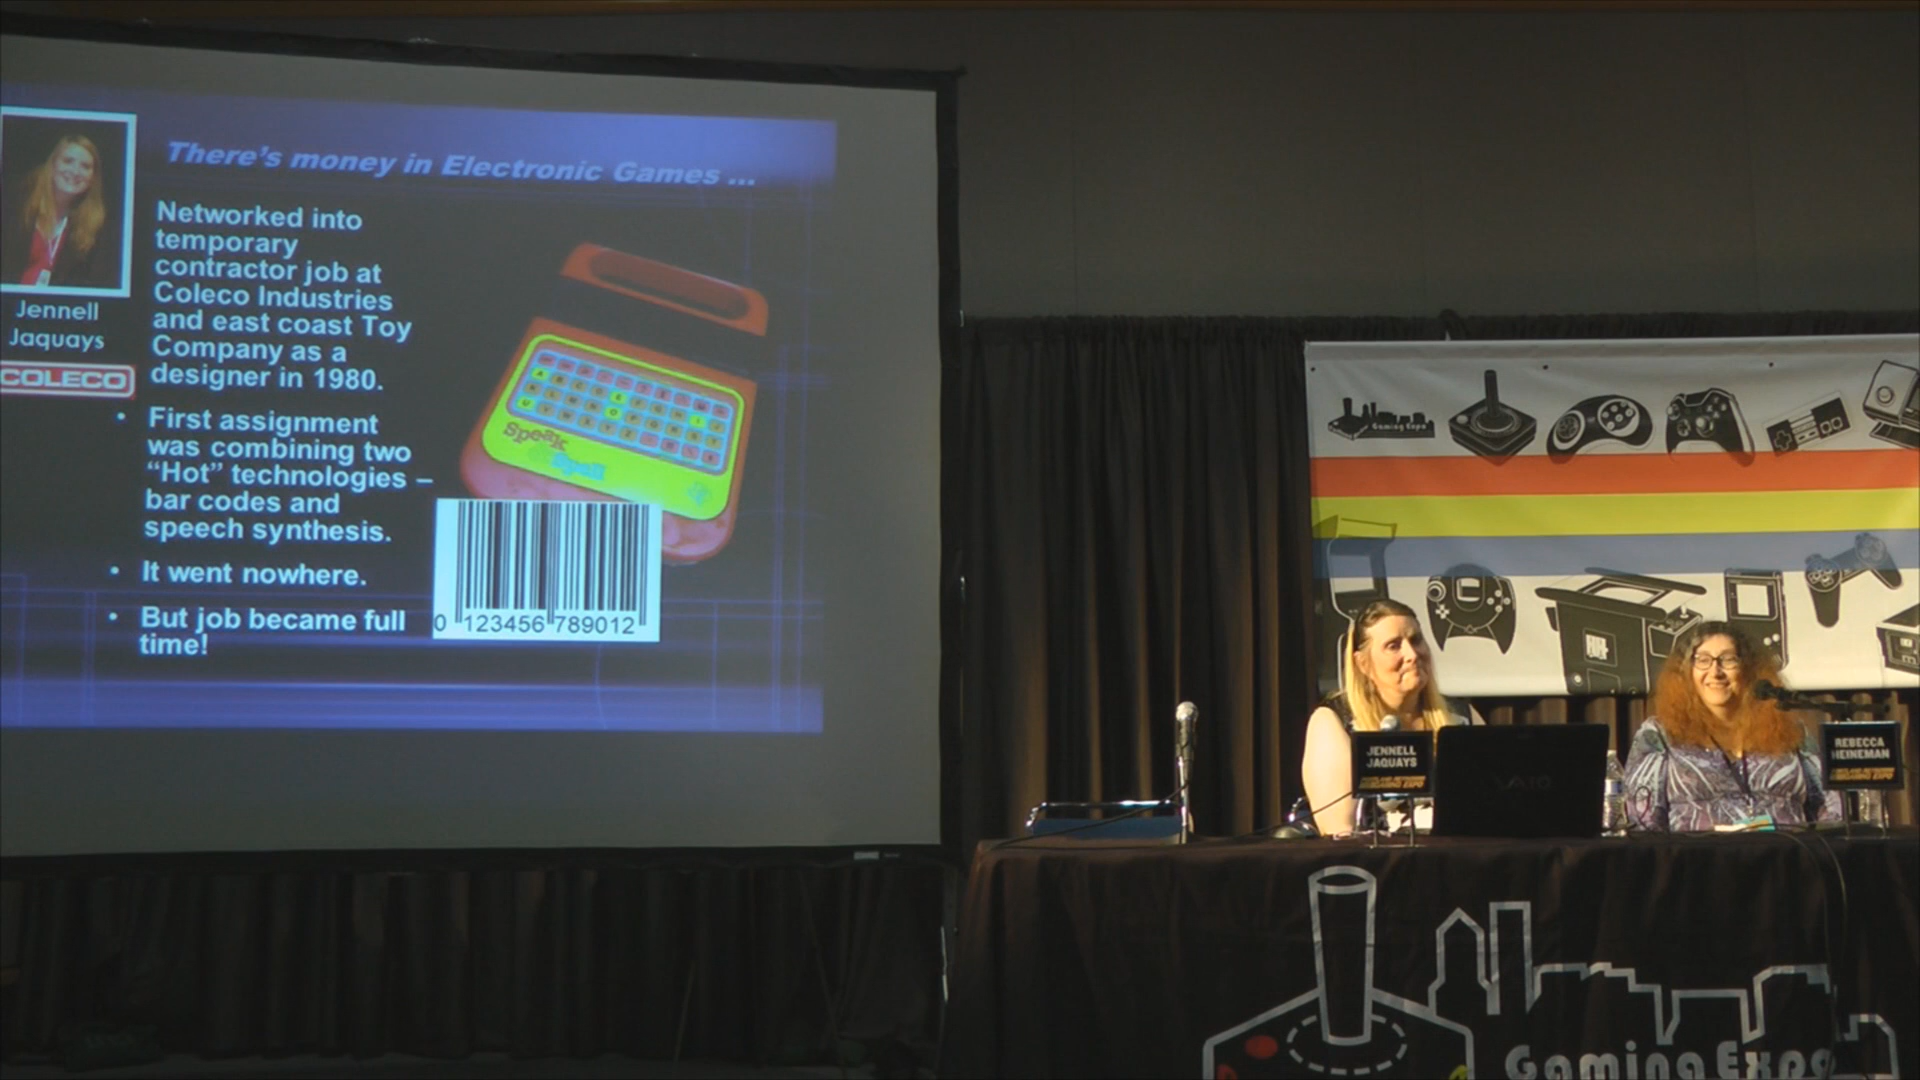 There's money in Electronic Games ...
Networked into
temporary
contractor job at
Coleco Industries
and east coast Toy
Company as a
designer in 1980.
• First assignment
was combining two
“Hot” technologies –
bar codes and
speech synthesis.
• It went nowhere.
• But job became full
time!
Jennell
Jaquays
COLECO
Speak
Spell
0 123456 789012
Gaming Expo
JENNELL
JAQUAYS
VAIO
REBECCA
HEINEMAN
Gaming Expo